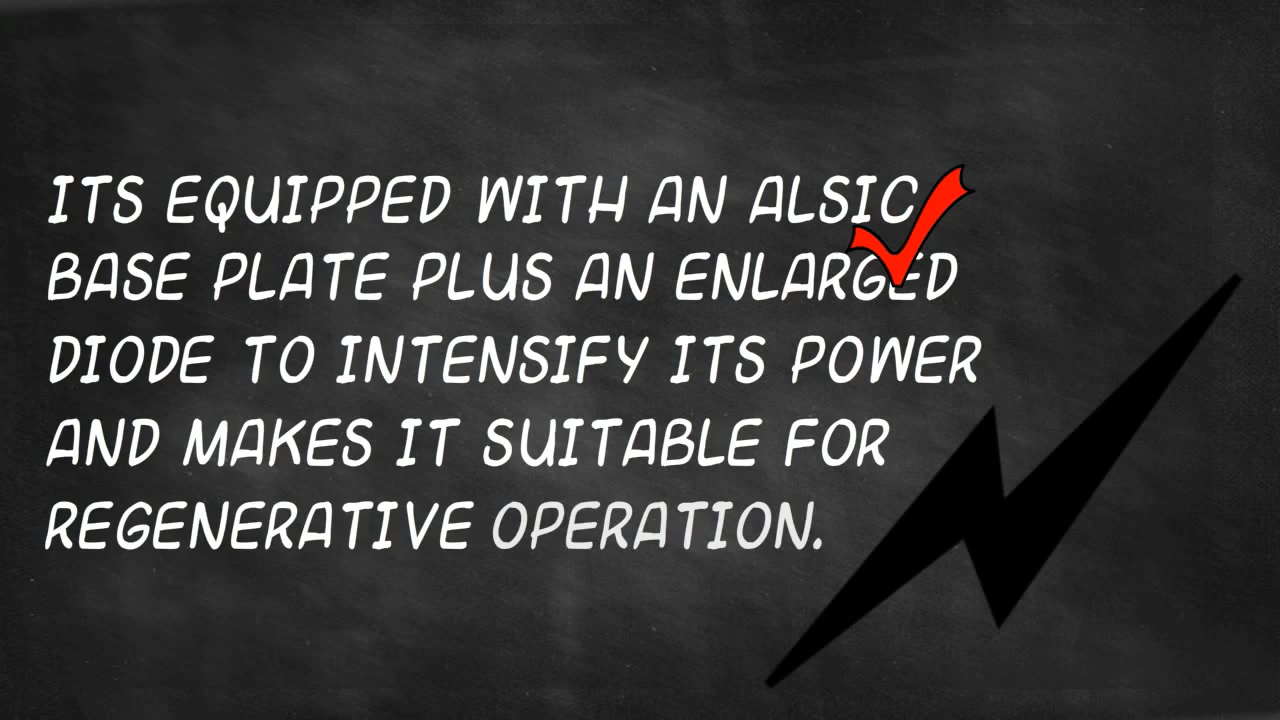 ITS EQUIPPED WITH AN ALSIC
BASE PLATE PLUS AN ENLARGED
DIODE TO INTENSIFY ITS POWER
AND MAKES IT SUITABLE FOR
REGENERATIVE OPERATION.